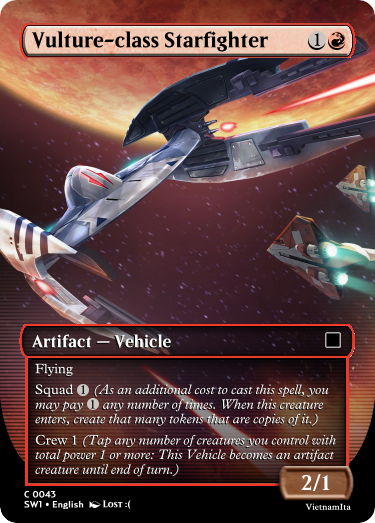 Vulture-class Starfighter 1
Artifact — Vehicle
Flying
Squad 1 (As an additional cost to cast this spell, you
may pay 1 any number of times. When this creature
enters, create that many tokens that are copies of it.)
Crew 1 (Tap any number of creatures you control with
total power 1 or more: This Vehicle becomes an artifact
creature until end of turn.)
2/1
C 0043
SW1 • English Lost :(
VietnamIta